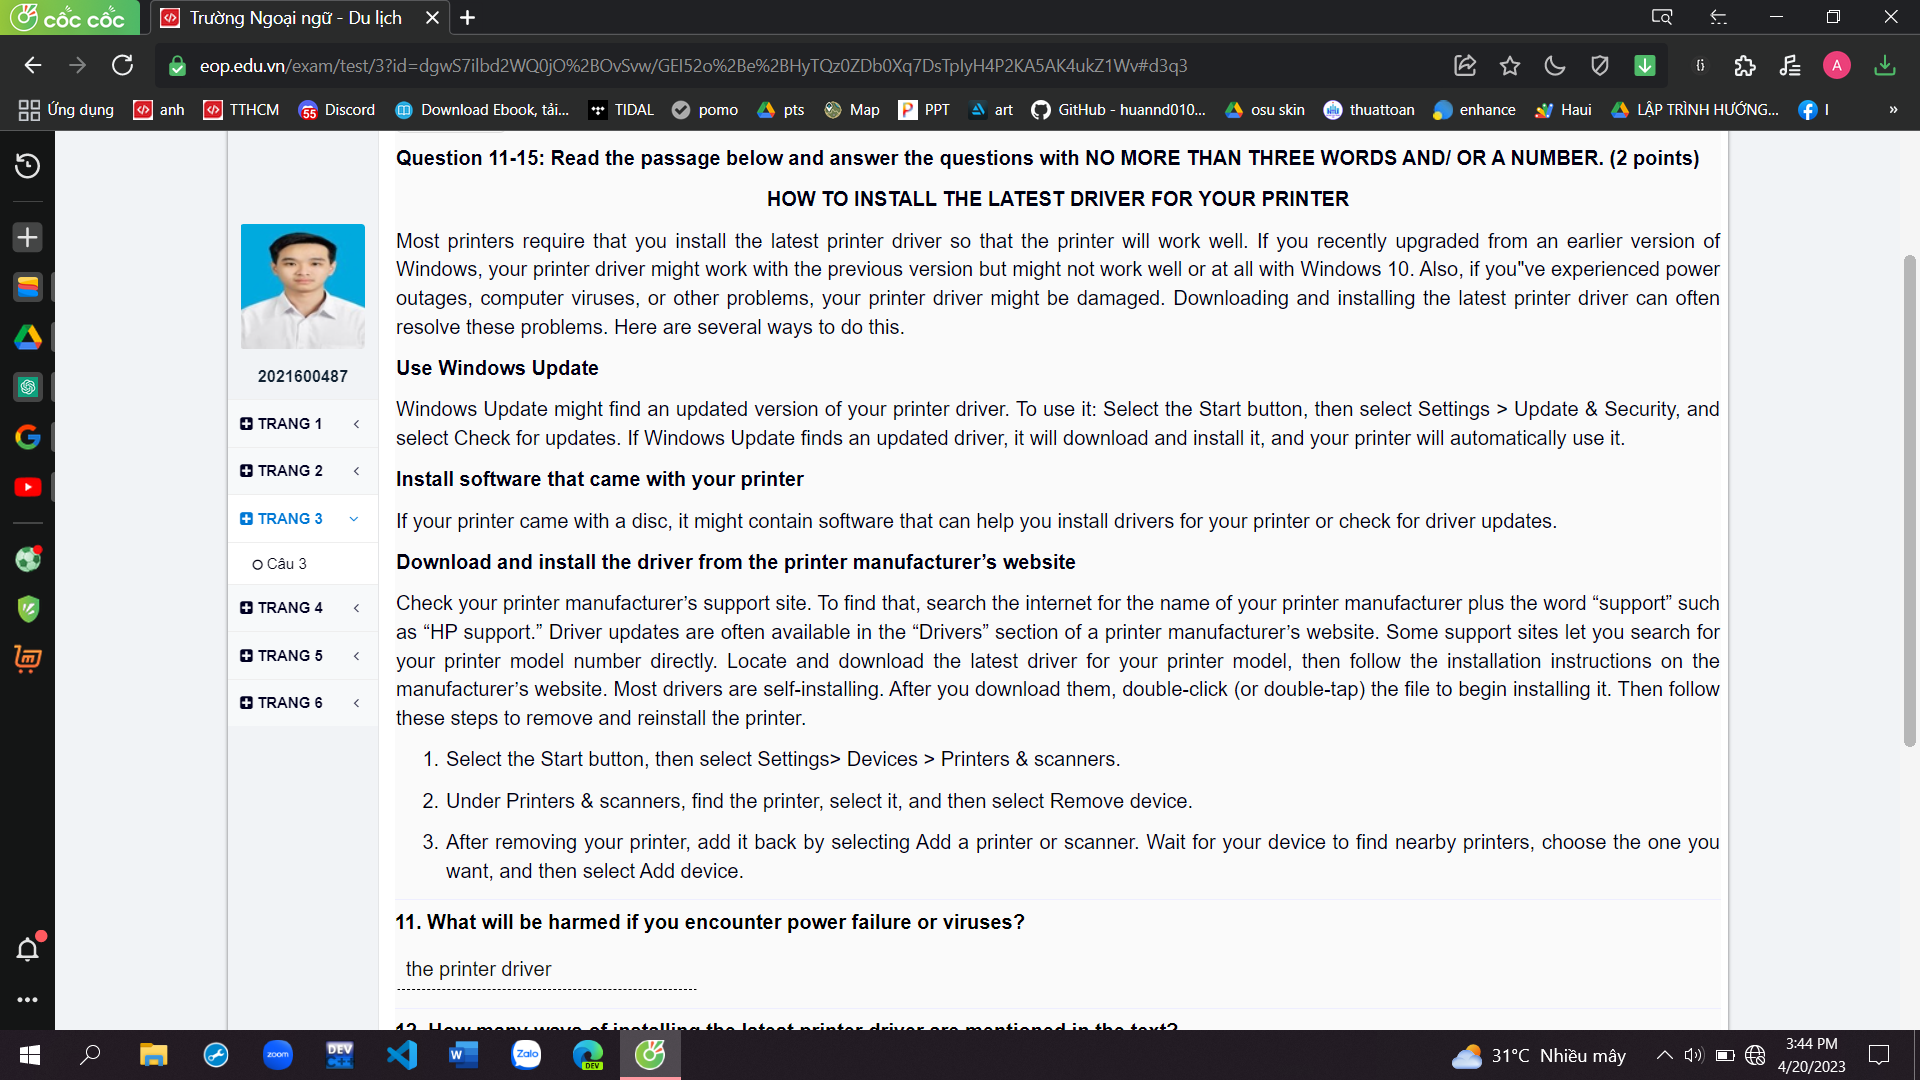 cốc cốc
Trường Ngoại ngữ - Du lịch
eop.edu.vn/exam/test/3?id=dgwS7ilbd2WQ0jO%2BOvSvw/GEI52o%2Be%2BHyTQz0ZDb0Xq7DsTpIyH4P2KA5AK4ukZ1Wv#d3q3
A
Ứng dụng anh TTHCM 55 Discord Download Ebook, tải... TIDAL pomo pts Map PPT art GitHub - huannd010... osu skin thuattoan enhance Haui LẬP TRÌNH HƯỚNG... I »
Question 11-15: Read the passage below and answer the questions with NO MORE THAN THREE WORDS AND/ OR A NUMBER. (2 points)
HOW TO INSTALL THE LATEST DRIVER FOR YOUR PRINTER
Most printers require that you install the latest printer driver so that the printer will work well. If you recently upgraded from an earlier version of
Windows, your printer driver might work with the previous version but might not work well or at all with Windows 10. Also, if you"ve experienced power
outages, computer viruses, or other problems, your printer driver might be damaged. Downloading and installing the latest printer driver can often
resolve these problems. Here are several ways to do this.
Use Windows Update
Windows Update might find an updated version of your printer driver. To use it: Select the Start button, then select Settings > Update & Security, and
select Check for updates. If Windows Update finds an updated driver, it will download and install it, and your printer will automatically use it.
Install software that came with your printer
If your printer came with a disc, it might contain software that can help you install drivers for your printer or check for driver updates.
Download and install the driver from the printer manufacturer’s website
Check your printer manufacturer’s support site. To find that, search the internet for the name of your printer manufacturer plus the word “support” such
as “HP support.” Driver updates are often available in the “Drivers” section of a printer manufacturer’s website. Some support sites let you search for
your printer model number directly. Locate and download the latest driver for your printer model, then follow the installation instructions on the
manufacturer’s website. Most drivers are self-installing. After you download them, double-click (or double-tap) the file to begin installing it. Then follow
these steps to remove and reinstall the printer.
1. Select the Start button, then select Settings> Devices > Printers & scanners.
2. Under Printers & scanners, find the printer, select it, and then select Remove device.
3. After removing your printer, add it back by selecting Add a printer or scanner. Wait for your device to find nearby printers, choose the one you
want, and then select Add device.
11. What will be harmed if you encounter power failure or viruses?
the printer driver
12. How many ways of installing the latest printer driver are mentioned in the text?
2021600487
TRANG 1
TRANG 2
TRANG 3
Câu 3
TRANG 4
TRANG 5
TRANG 6
zoom
DEV
C++
W
Zalo
DEV
31°C Nhiều mây
3:44 PM
4/20/2023